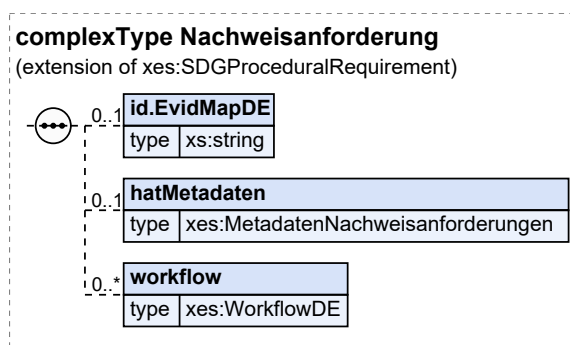 complexType Nachweisanforderung
(extension of xes:SDGProceduralRequirement)
0..1 id.EvidMapDE
type xs:string
0..1 hatMetadaten
type xes:MetadatenNachweisanforderungen
0..* workflow
type xes:WorkflowDE